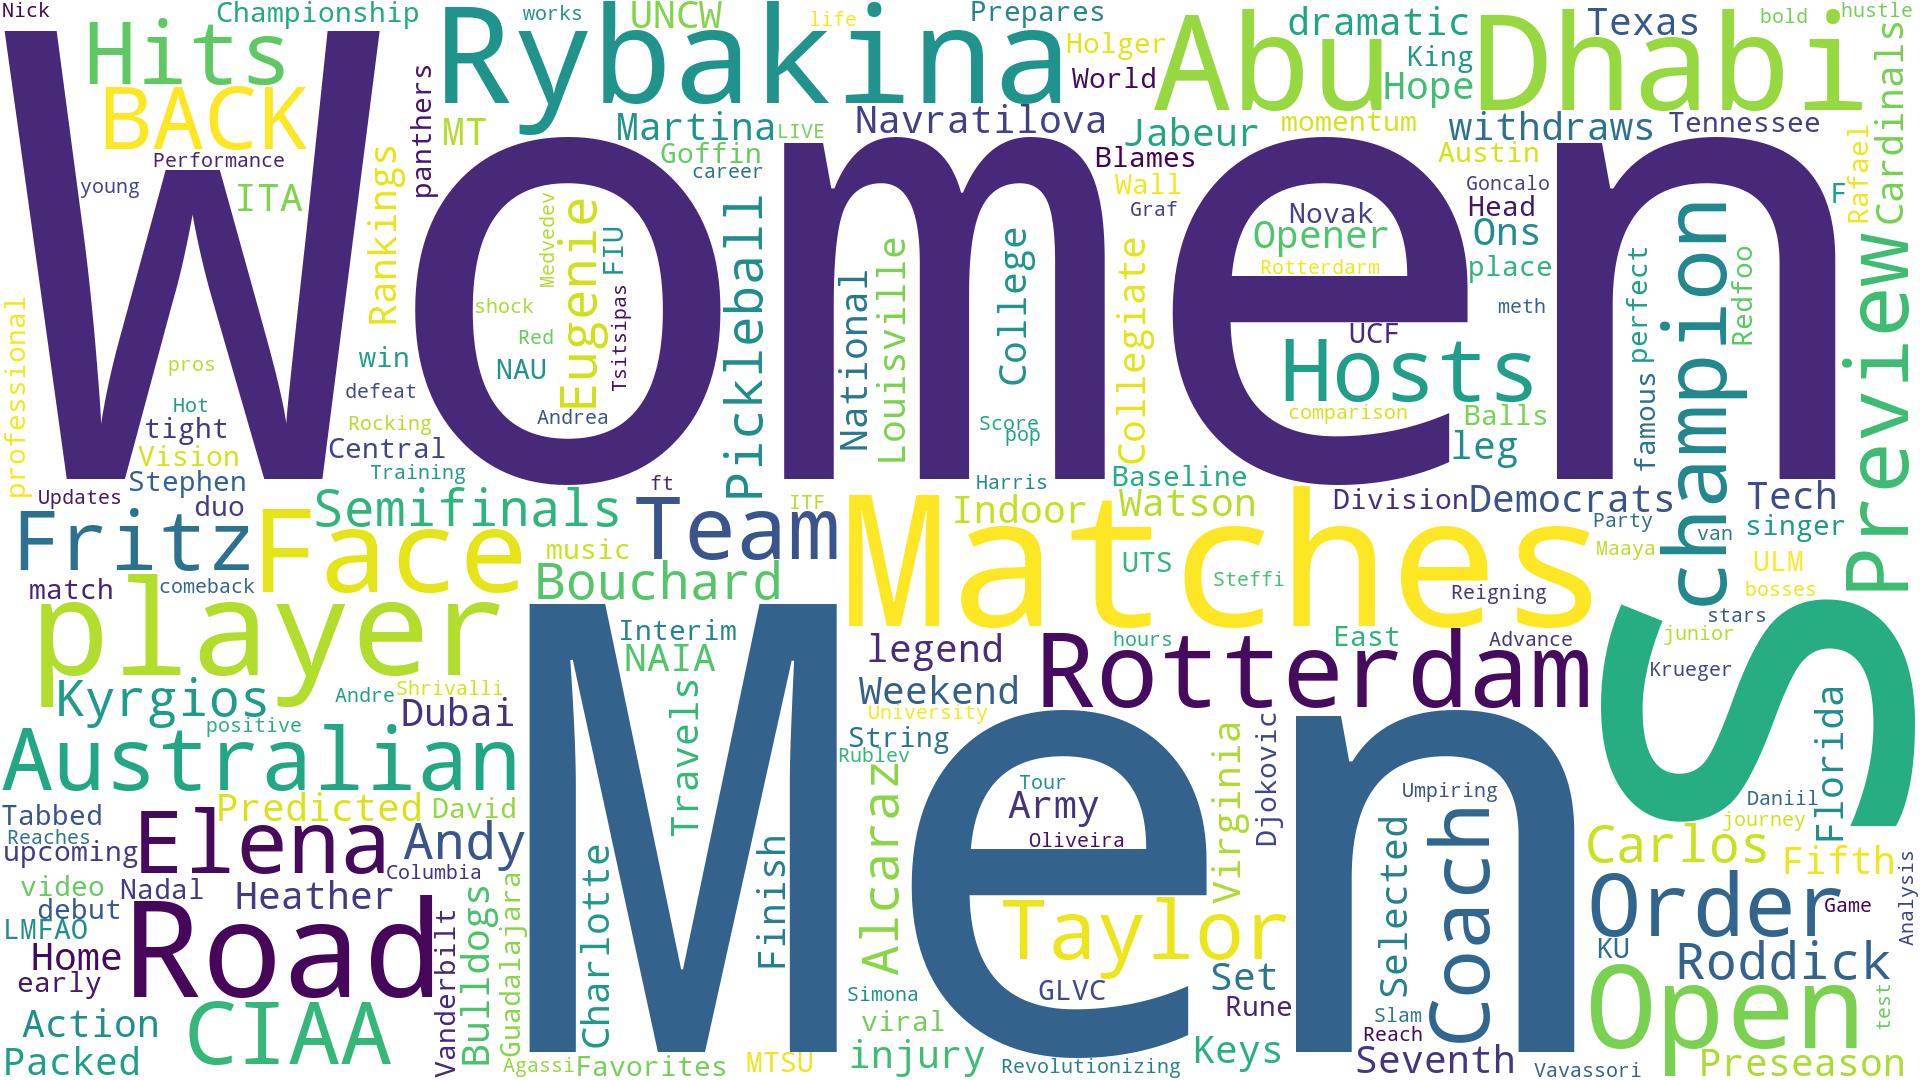 Nick
Championship
works
UNCW
life
Prepares
dramatic
Texas
bold
hustle
Hits
Rybakina
Holger
World
Abu
King
Hope
Dhabi
BACK
panthers
MT
Martina
LIVE
Navratilova
Jabeur
momentum
withdraws
Tennessee
Cardinals
Performance
young
ITA
Rankings
Goffin
career
Blames
Wall
Graf
Austin
Goncalo
Head
Ons
F
Rafael
Women
Medvedev
Eugenie
FIU
Tsitsipas
shock
Red
NAU
Andrea
Pickleball
National
Louisville
College
Collegiate
Novak
Opener
Rotterdarm
place
meth
perfect
champion
Redfoo
Preview
professional
pros
Hot
tight
Vision
Stephen
duo
Updates
win
defeat
Rocking
Central
Training
Score
pop
Harris
Baseline
UCF
Hosts
comparison
Balls
leg
famous
Fritz
Face
Semifinals
ft
Team
ITF
Matches
Indoor
Watson
Division
Democrats
Tech
Party
van
singer
Maaya
ULM
bosses
music
Bouchard
UTS
Steffi
Reigning
match
comeback
player
stars
junior
Krueger
S
Interim
NAIA
legend
hours
East
Advance
Weekend
Rotterdam
Kyrgios
Andre
Shrivalli
Dubai
positive
Travels
University
String
Rublev
Australian
Men
Virginia
Djokovic
Florida
Tour
Army
Oliveira
Umpiring
Daniil
journey
Tabbed
Reaches
Predicted
David
upcoming
Elena
Andy
Columbia
Alcaraz
Selected
Coach
Carlos
Fifth
video
Nadal
debut
Heather
Charlotte
Finish
Taylor
Order
Game
Analysis
LMFAO
Home
early
Road
Vanderbilt
Bulldogs
Guadalajara
GLVC
Set
Rune
KU
Roddick
Simona
viral
Slam
Reach
Open
test
Action
CIAA
Packed
Agassi
Favorites
MTSU
injury
Revolutionizing
Keys
Seventh
Vavassori
Preseason